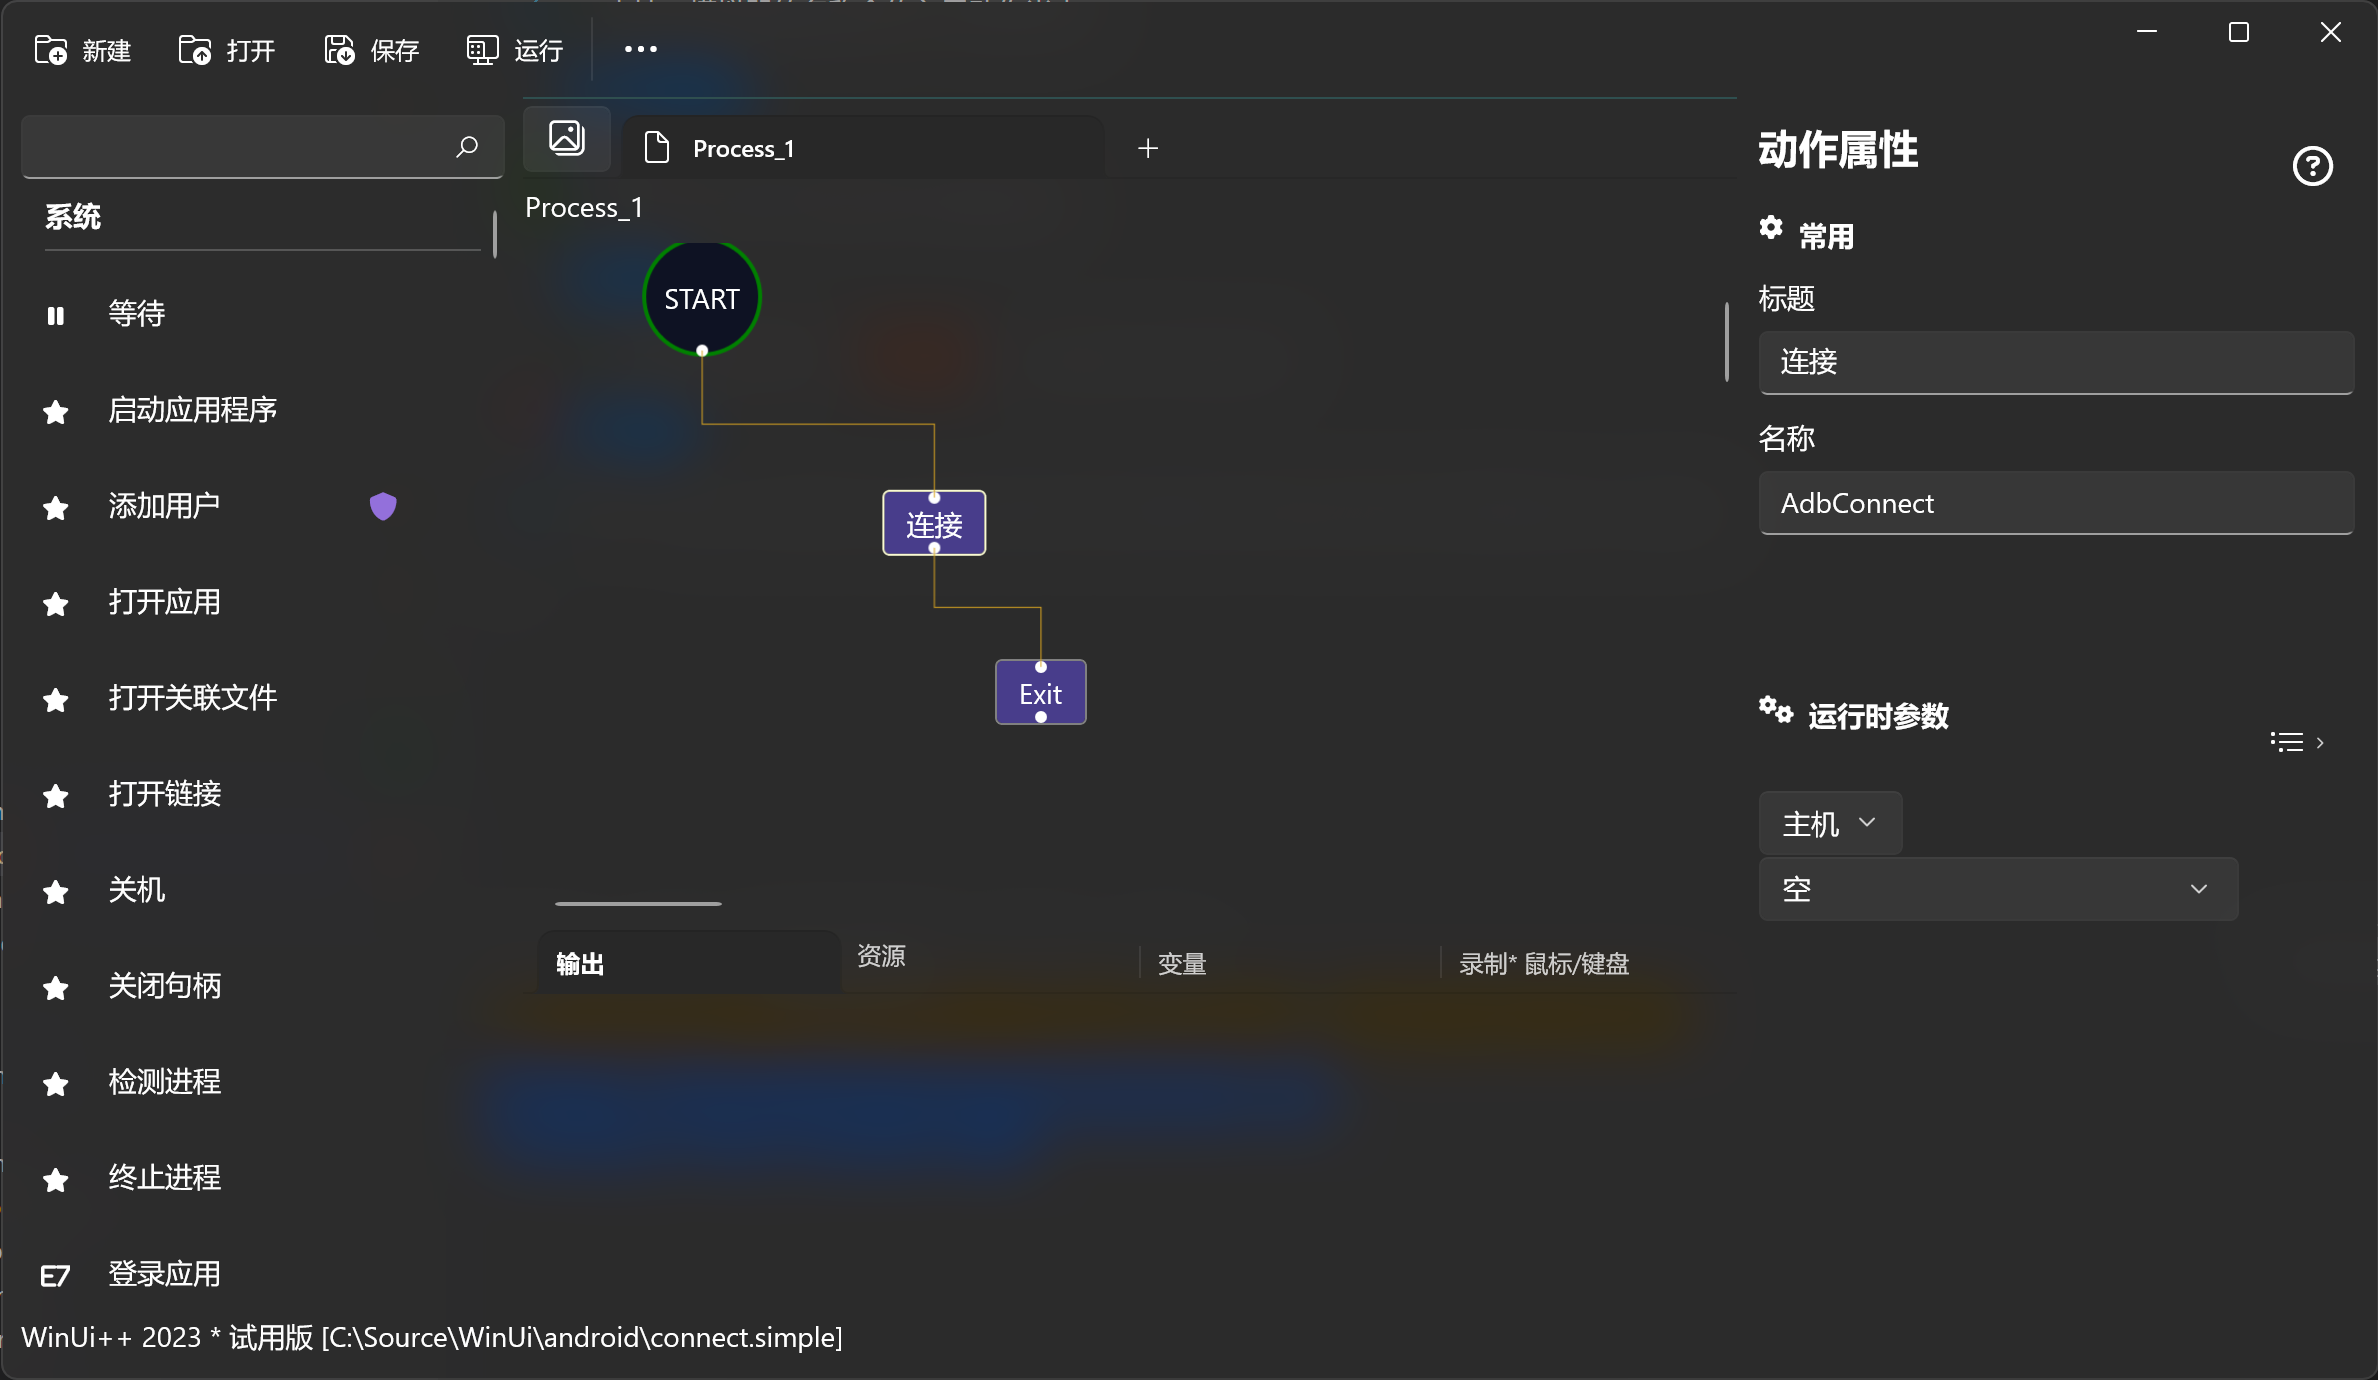 新建 打开 保存 运行
Process_1
系统
等待
启动应用程序
添加用户
打开应用
打开关联文件
打开链接
关机
关闭句柄
检测进程
终止进程
E7 登录应用
Process_1
START
连接
Exit
输出 资源 变量 录制* 鼠标/键盘
动作属性
常用
标题
连接
名称
AdbConnect
运行时参数
主机
空
WinUi++ 2023 * 试用版 [C:\Source\WinUi\android\connect.simple]